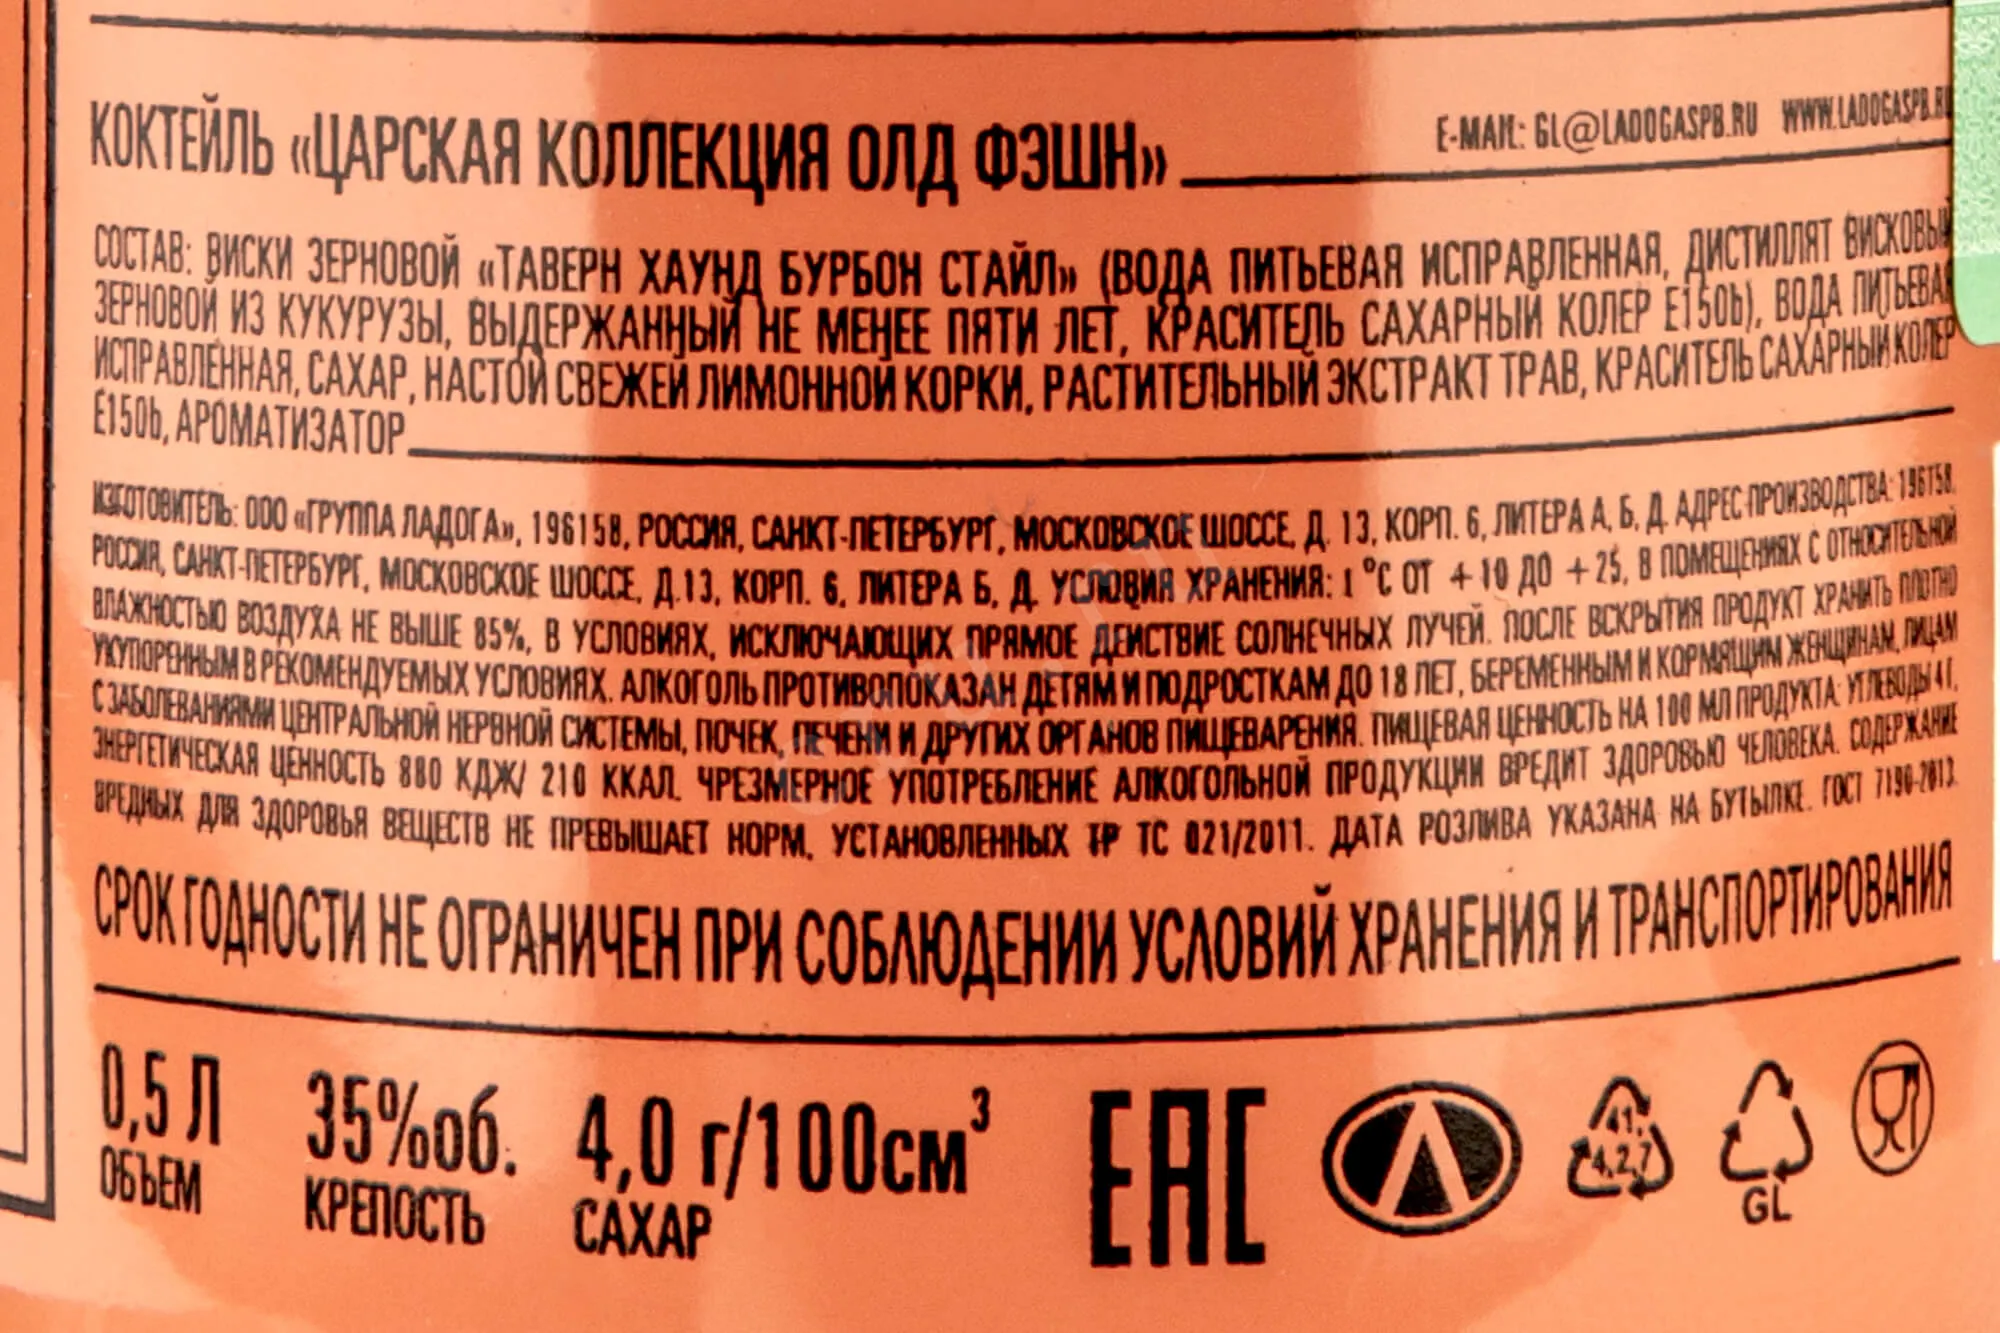 КОКТЕЙЛЬ «ЦАРСКАЯ КОЛЛЕКЦИЯ ОЛД ФЭШН»
E-MAIL: GL@LADOGASPB.RU WWW.LADOGASPB.RU
СОСТАВ: ВИСКИ ЗЕРНОВОЙ «ТАВЕРН ХАУНД БУРБОН СТАЙЛ» (ВОДА ПИТЬЕВАЯ ИСПРАВЛЕННАЯ, ДИСТИЛЛЯТ ВИСКОВЫЙ
ЗЕРНОВОЙ ИЗ КУКУРУЗЫ, ВЫДЕРЖАННЫЙ НЕ МЕНЕЕ ПЯТИ ЛЕТ, КРАСИТЕЛЬ САХАРНЫЙ КОЛЕР Е150b), ВОДА ПИТЬЕВАЯ
ИСПРАВЛЕННАЯ, САХАР, НАСТОЙ СВЕЖЕЙ ЛИМОННОЙ КОРКИ, РАСТИТЕЛЬНЫЙ ЭКСТРАКТ ТРАВ, КРАСИТЕЛЬ САХАРНЫЙ КОЛЕР
Е150b, АРОМАТИЗАТОР
ИЗГОТОВИТЕЛЬ: ООО «ГРУППА ЛАДОГА», 196158, РОССИЯ, САНКТ-ПЕТЕРБУРГ, МОСКОВСКОЕ ШОССЕ, Д. 13, КОРП. 6, ЛИТЕРА А, Б, Д. АДРЕС ПРОИЗВОДСТВА: 196158,
РОССИЯ, САНКТ-ПЕТЕРБУРГ, МОСКОВСКОЕ ШОССЕ, Д.13, КОРП. 6, ЛИТЕРА Б, Д. УСЛОВИЯ ХРАНЕНИЯ: t °С ОТ +10 ДО +25, В ПОМЕЩЕНИЯХ С ОТНОСИТЕЛЬНОЙ
ВЛАЖНОСТЬЮ ВОЗДУХА НЕ ВЫШЕ 85%, В УСЛОВИЯХ, ИСКЛЮЧАЮЩИХ ПРЯМОЕ ДЕЙСТВИЕ СОЛНЕЧНЫХ ЛУЧЕЙ. ПОСЛЕ ВСКРЫТИЯ ПРОДУКТ ХРАНИТЬ ПЛОТНО
УКУПОРЕННЫМ В РЕКОМЕНДУЕМЫХ УСЛОВИЯХ. АЛКОГОЛЬ ПРОТИВОПОКАЗАН ДЕТЯМ И ПОДРОСТКАМ ДО 18 ЛЕТ, БЕРЕМЕННЫМ И КОРМЯЩИМ ЖЕНЩИНАМ, ЛИЦАМ
С ЗАБОЛЕВАНИЯМИ ЦЕНТРАЛЬНОЙ НЕРВНОЙ СИСТЕМЫ, ПОЧЕК, ПЕЧЕНИ И ДРУГИХ ОРГАНОВ ПИЩЕВАРЕНИЯ. ПИЩЕВАЯ ЦЕННОСТЬ НА 100 МЛ ПРОДУКТА: УГЛЕВОДЫ 4 Г,
ЭНЕРГЕТИЧЕСКАЯ ЦЕННОСТЬ 880 КДЖ/ 210 ККАЛ. ЧРЕЗМЕРНОЕ УПОТРЕБЛЕНИЕ АЛКОГОЛЬНОЙ ПРОДУКЦИИ ВРЕДИТ ЗДОРОВЬЮ ЧЕЛОВЕКА. СОДЕРЖАНИЕ
ВРЕДНЫХ ДЛЯ ЗДОРОВЬЯ ВЕЩЕСТВ НЕ ПРЕВЫШАЕТ НОРМ, УСТАНОВЛЕННЫХ ТР ТС 021/2011. ДАТА РОЗЛИВА УКАЗАНА НА БУТЫЛКЕ. ГОСТ 7190-2013.
СРОК ГОДНОСТИ НЕ ОГРАНИЧЕН ПРИ СОБЛЮДЕНИИ УСЛОВИЙ ХРАНЕНИЯ И ТРАНСПОРТИРОВАНИЯ
0,5 Л 35%об. 4,0 г/100см³
ОБЪЕМ КРЕПОСТЬ САХАР
ЕАС
41,
4,2,7
GL